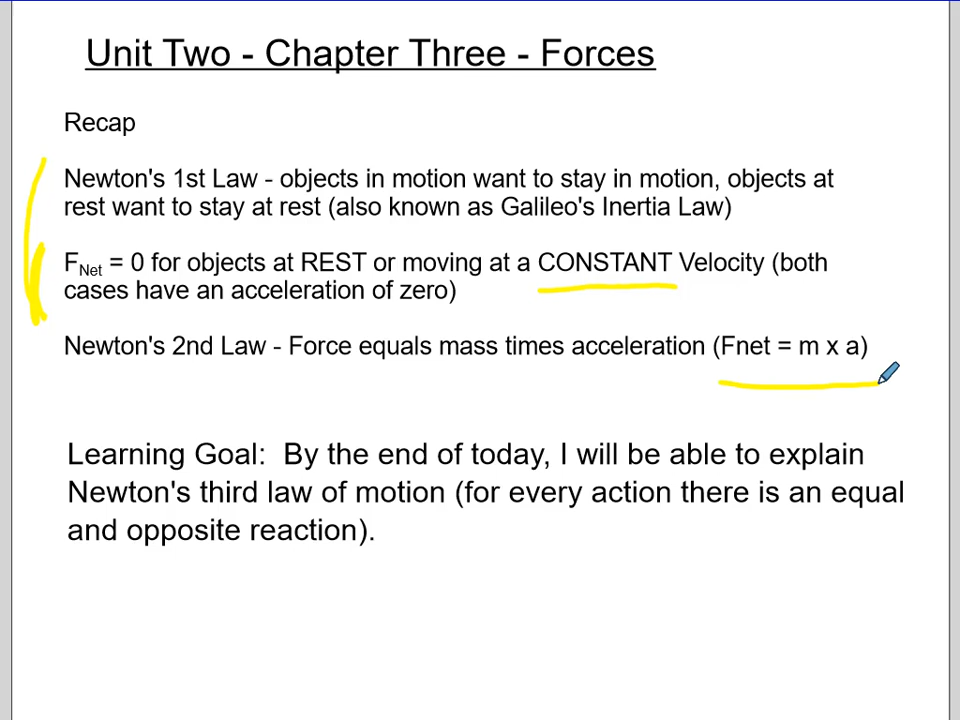 Unit Two - Chapter Three - Forces
Recap
Newton's 1st Law - objects in motion want to stay in motion, objects at
rest want to stay at rest (also known as Galileo's Inertia Law)
FNet = 0 for objects at REST or moving at a CONSTANT Velocity (both
cases have an acceleration of zero)
Newton's 2nd Law - Force equals mass times acceleration (Fnet = m x a)
Learning Goal:  By the end of today, I will be able to explain
Newton's third law of motion (for every action there is an equal
and opposite reaction).